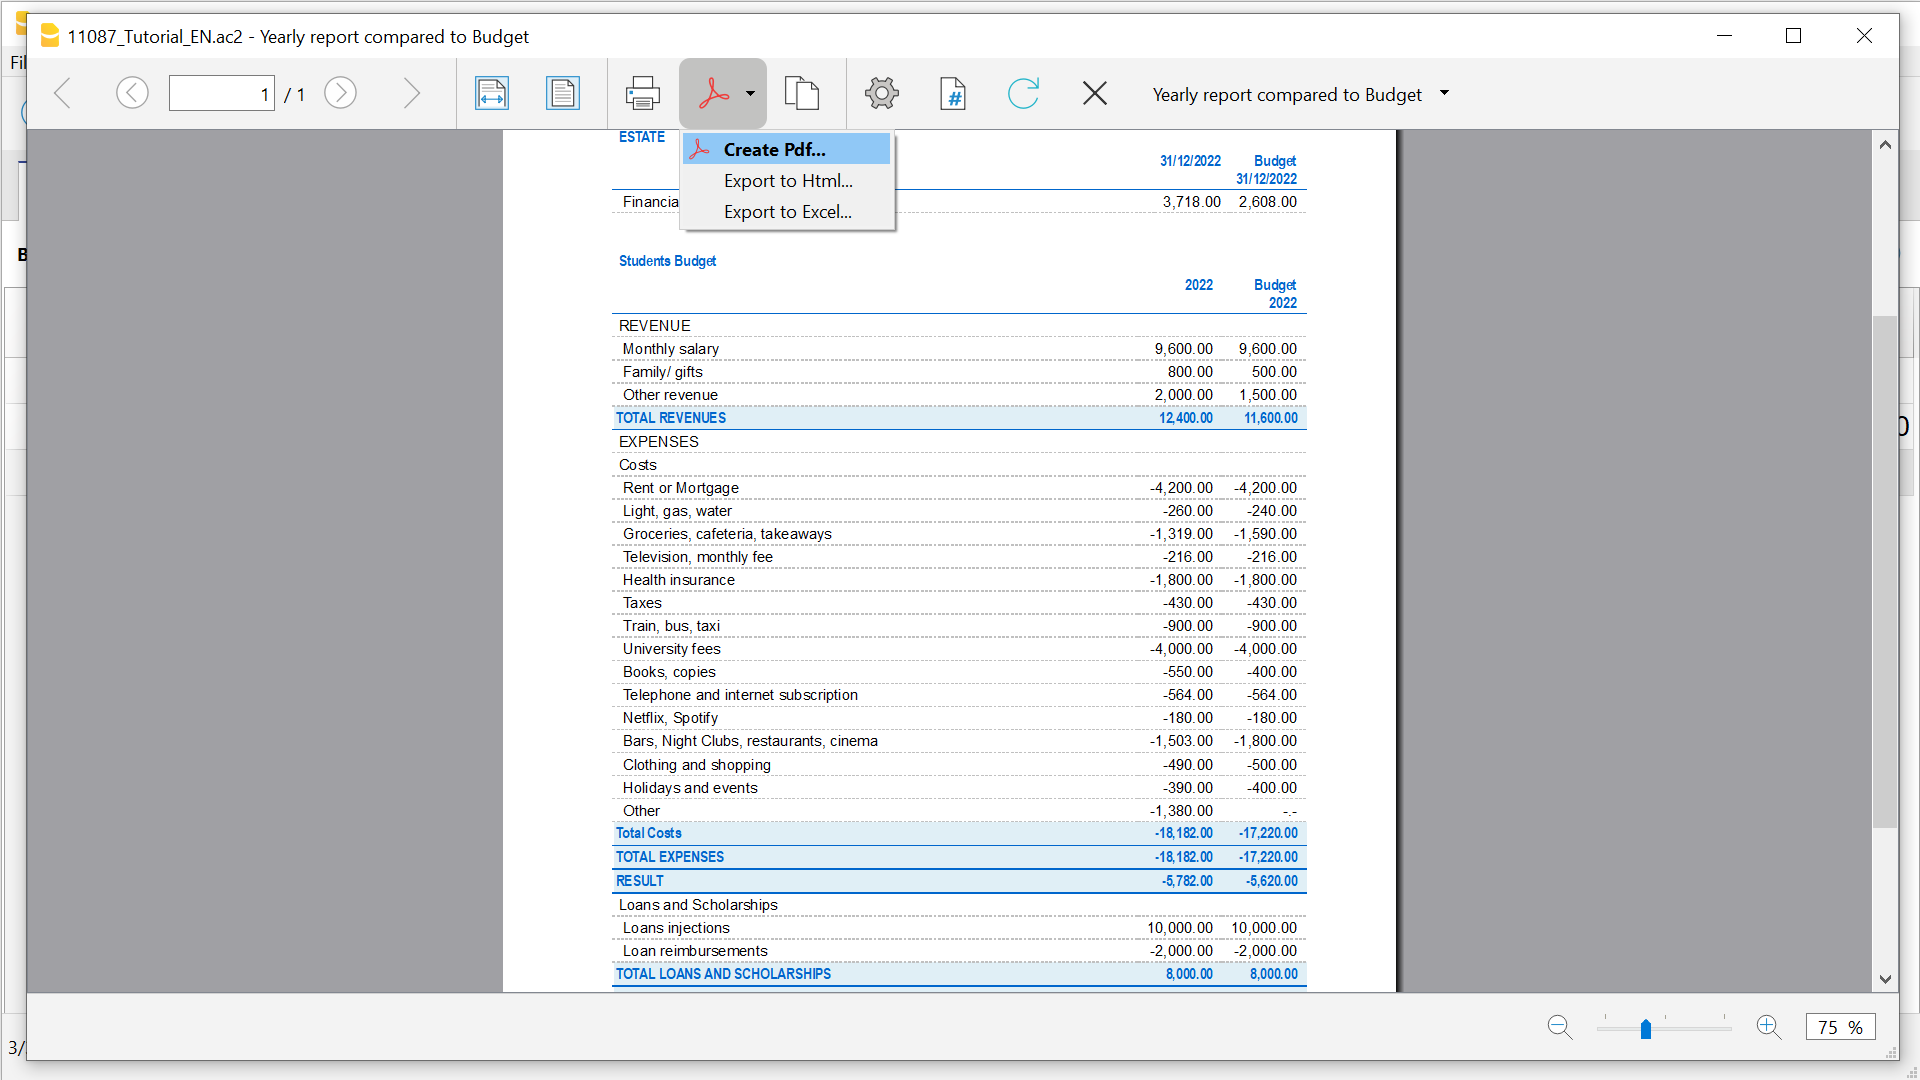 11087_Tutorial_EN.ac2 - Yearly report compared to Budget
1 / 1
#
Yearly report compared to Budget
Create Pdf...
Export to Html...
Export to Excel...
ESTATE
31/12/2022 Budget
31/12/2022
3,718.00 2,608.00
Students Budget
2022 Budget
2022
REVENUE
Monthly salary 9,600.00 9,600.00
Family/ gifts 800.00 500.00
Other revenue 2,000.00 1,500.00
TOTAL REVENUES 12,400.00 11,600.00
EXPENSES
Costs
Rent or Mortgage -4,200.00 -4,200.00
Light, gas, water -260.00 -240.00
Groceries, cafeteria, takeaways -1,319.00 -1,590.00
Television, monthly fee -216.00 -216.00
Health insurance -1,800.00 -1,800.00
Taxes -430.00 -430.00
Train, bus, taxi -900.00 -900.00
University fees -4,000.00 -4,000.00
Books, copies -550.00 -400.00
Telephone and internet subscription -564.00 -564.00
Netflix, Spotify -180.00 -180.00
Bars, Night Clubs, restaurants, cinema -1,503.00 -1,800.00
Clothing and shopping -490.00 -500.00
Holidays and events -390.00 -400.00
Other -1,380.00 -.-
Total Costs -18,182.00 -17,220.00
TOTAL EXPENSES -18,182.00 -17,220.00
RESULT -5,782.00 -5,620.00
Loans and Scholarships
Loans injections 10,000.00 10,000.00
Loan reimbursements -2,000.00 -2,000.00
TOTAL LOANS AND SCHOLARSHIPS 8,000.00 8,000.00
75 %